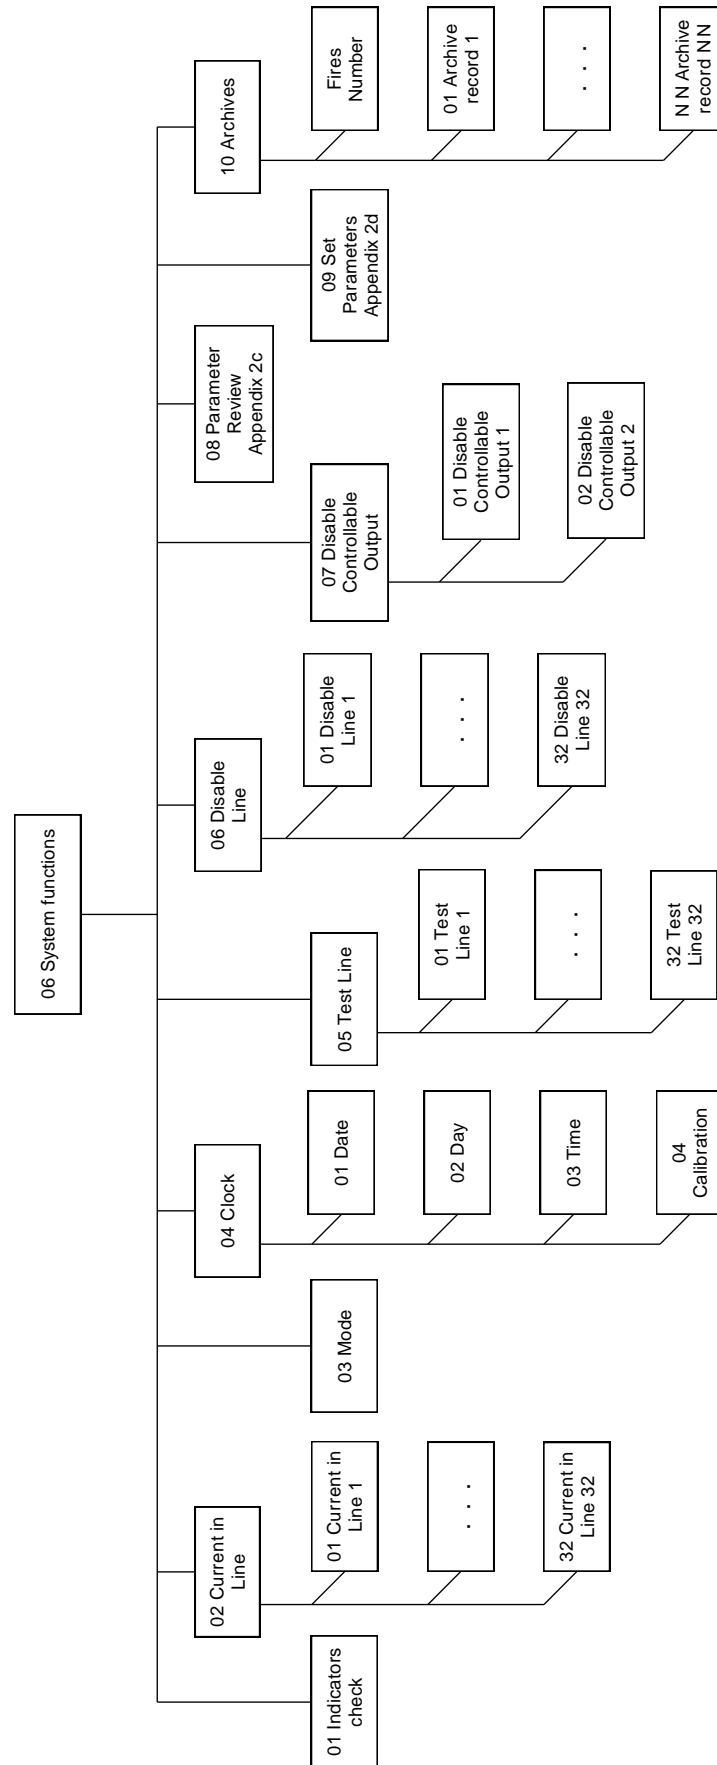 06 System functions
01 Indicators
check
02 Current in
Line
01 Current in
Line 1
. . .
32 Current in
Line 32
03 Mode
04 Clock
01 Date
02 Day
03 Time
04
Calibration
05 Test Line
01 Test
Line 1
. . .
32 Test
Line 32
06 Disable
Line
01 Disable
Line 1
. . .
32 Disable
Line 32
07 Disable
Controllable
Output
01 Disable
Controllable
Output 1
02 Disable
Controllable
Output 2
08 Parameter
Review
Appendix 2c
09 Set
Parameters
Appendix 2d
10 Archives
Fires
Number
01 Archive
record 1
. . .
N N Archive
record NN